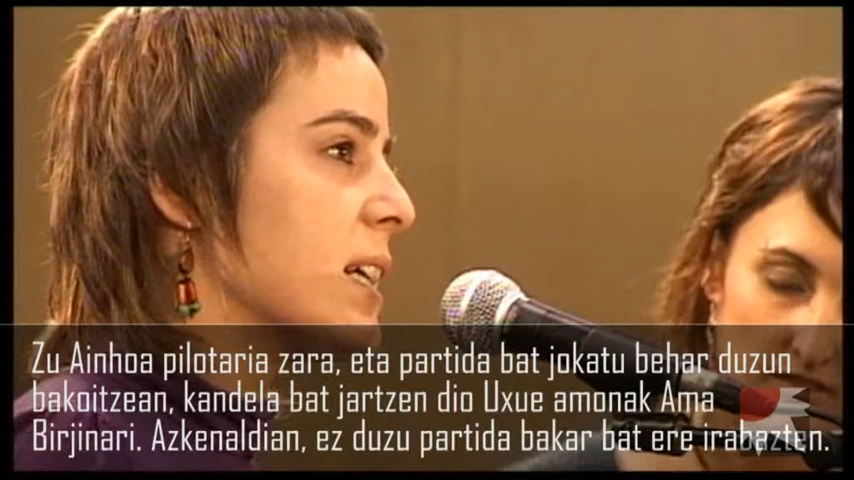 Zu Ainhoa pilotaria zara, eta partida bat jokatu behar duzun
bakoitzean, kandela bat jartzen dio Uxue amonak Ama
Birjinari. Azkenaldian, ez duzu partida bakar bat ere irabazten.